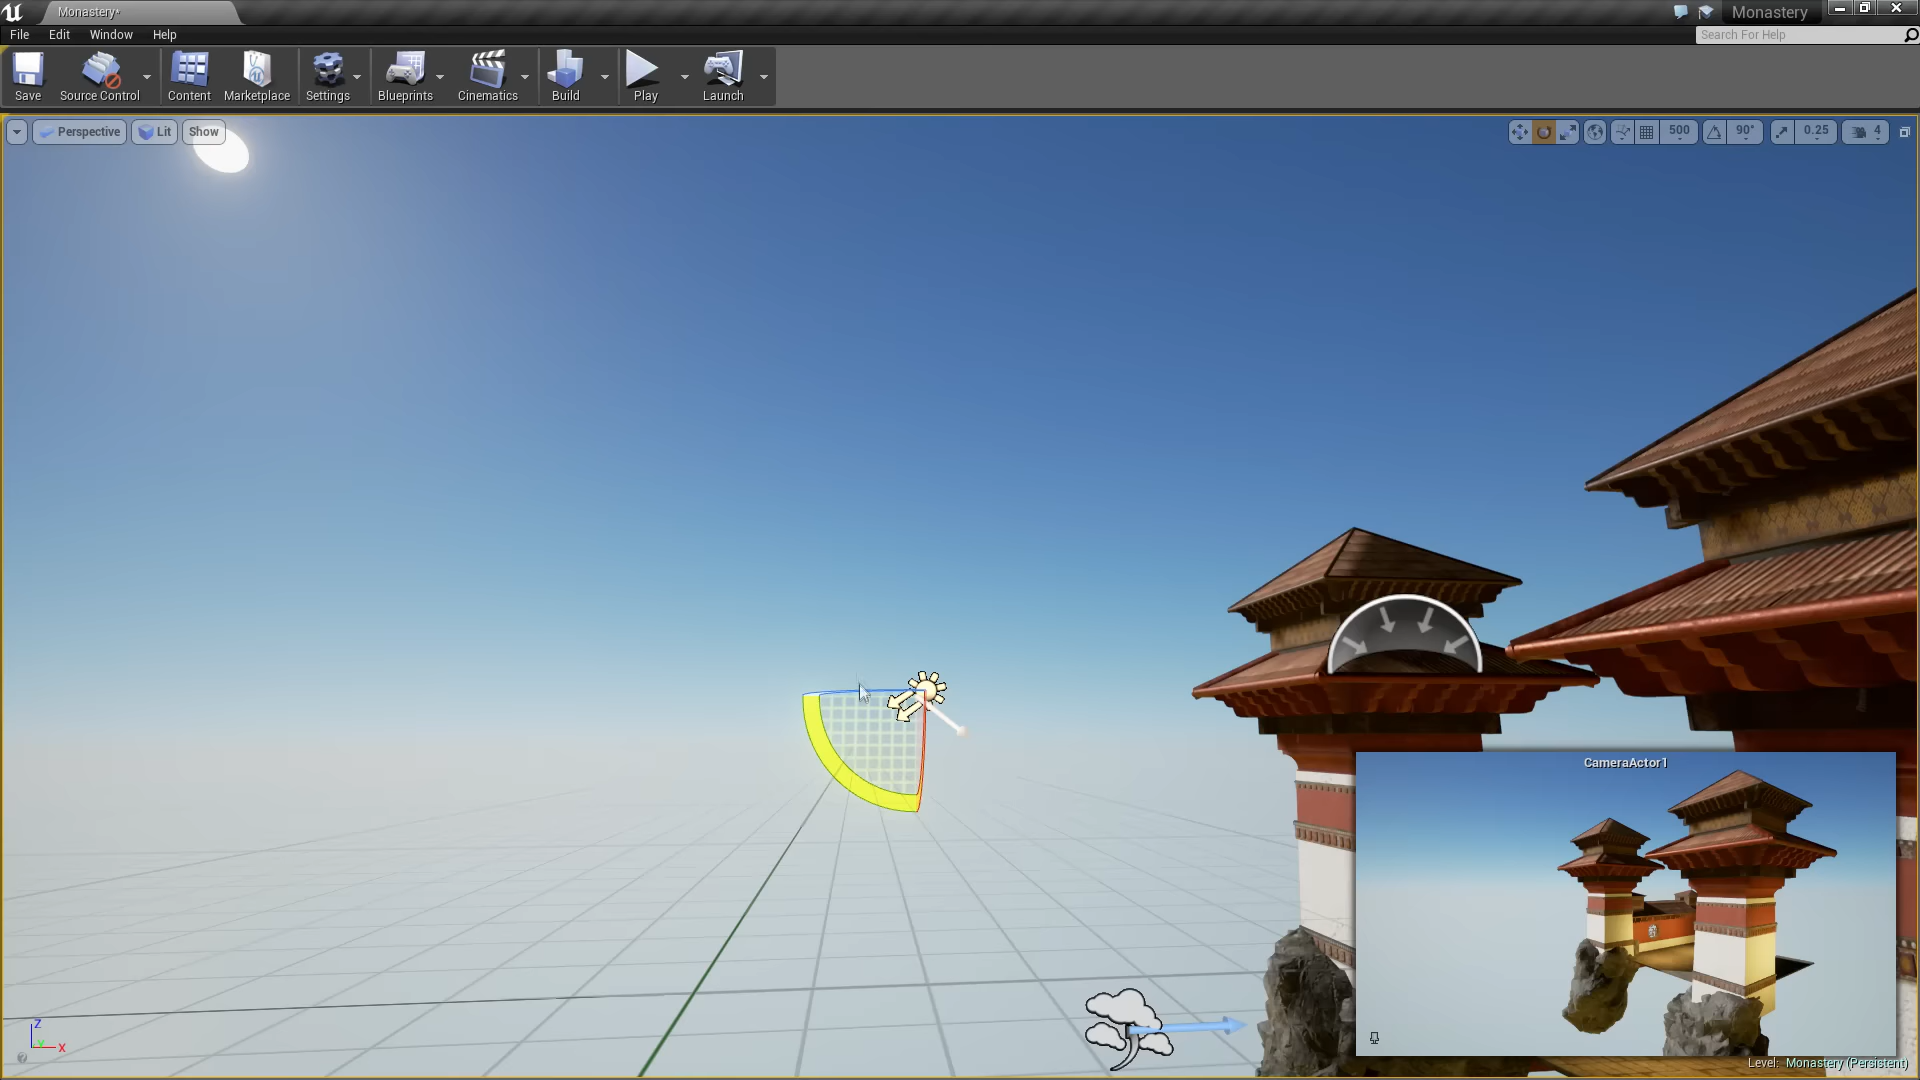 Monastery*
Monastery
File Edit Window Help
Search For Help
Save Source Control Content Marketplace Settings Blueprints Cinematics Build Play Launch
Perspective Lit Show
500 90° 0.25 4
CameraActor1
Z
Y X
Level: Monastery (Persistent)